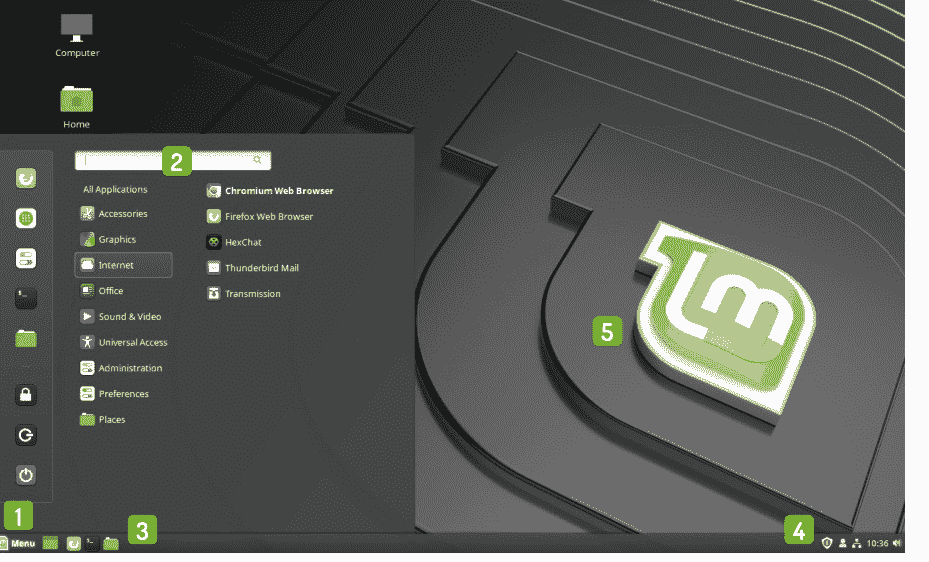 Computer
Home
2
All Applications
Accessories
Graphics
Internet
Office
Sound & Video
Universal Access
Administration
Preferences
Places
Chromium Web Browser
Firefox Web Browser
HexChat
Thunderbird Mail
Transmission
lm
5
1
3
4
Menu
10:36